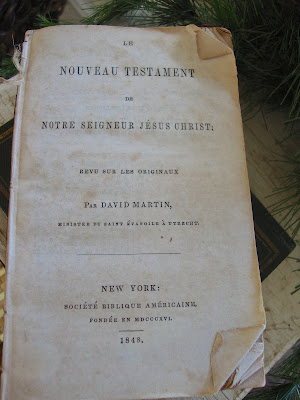 LE
NOUVEAU TESTAMENT
DE
NOTRE SEIGNEUR JÉSUS CHRIST;
REVU SUR LES ORIGINAUX
PAR DAVID MARTIN,
MINISTRE DU SAINT ÉVANGILE À UTRECHT.
NEW YORK:
SOCIÉTÉ BIBLIQUE AMÉRICAINE,
FONDÉE EN MDCCCXVI.
1848.